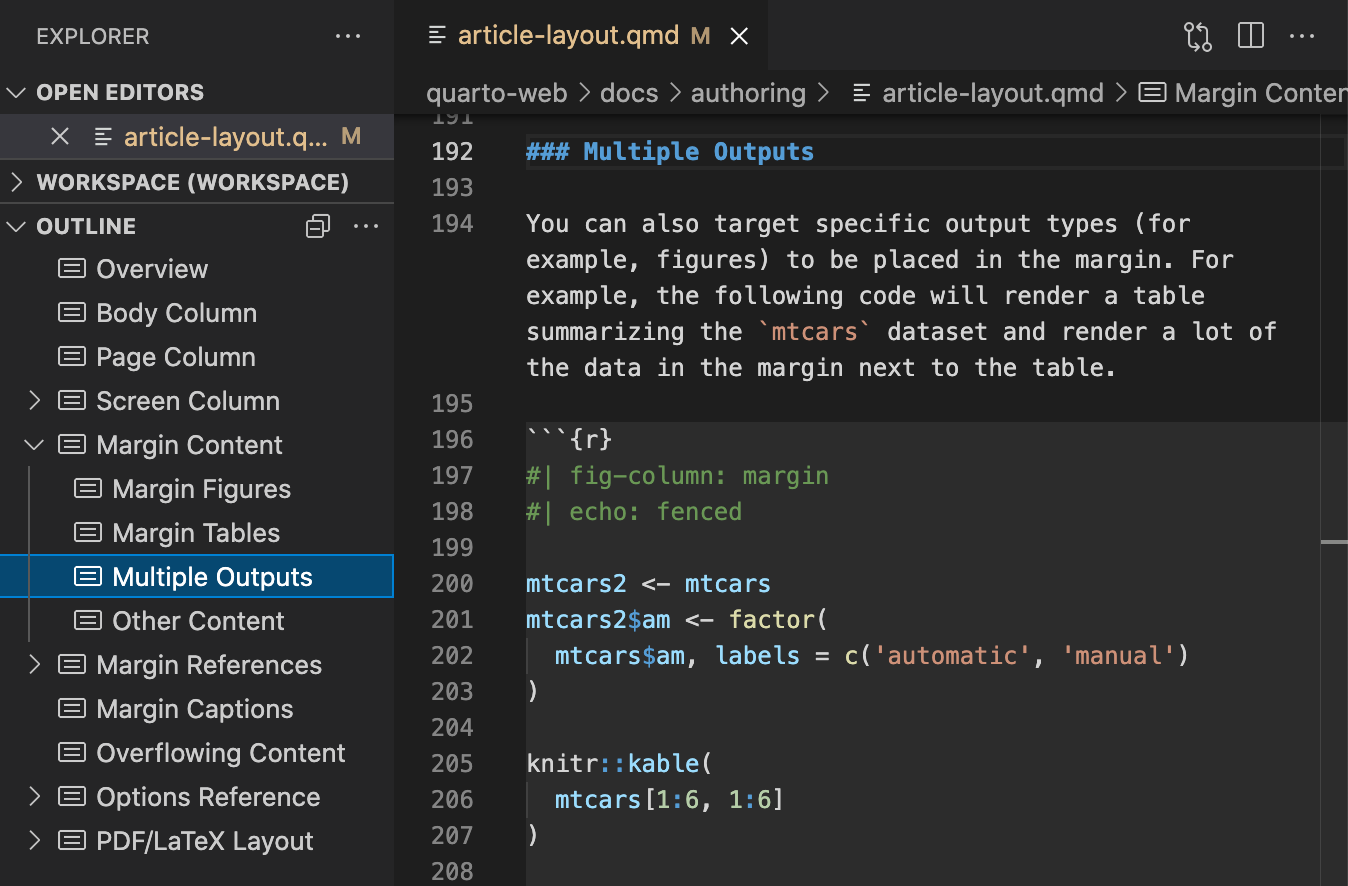 EXPLORER
OPEN EDITORS
article-layout.q... M
WORKSPACE (WORKSPACE)
OUTLINE
Overview
Body Column
Page Column
Screen Column
Margin Content
Margin Figures
Margin Tables
Multiple Outputs
Other Content
Margin References
Margin Captions
Overflowing Content
Options Reference
PDF/LaTeX Layout
article-layout.qmd M
quarto-web > docs > authoring > article-layout.qmd > Margin Conten
191
192 ### Multiple Outputs
193
194 You can also target specific output types (for
example, figures) to be placed in the margin. For
example, the following code will render a table
summarizing the `mtcars` dataset and render a lot of
the data in the margin next to the table.
195
196 ```{r}
197 #| fig-column: margin
198 #| echo: fenced
199
200 mtcars2 <- mtcars
201 mtcars2$am <- factor(
202   mtcars$am, labels = c('automatic', 'manual')
203 )
204
205 knitr::kable(
206   mtcars[1:6, 1:6]
207 )
208